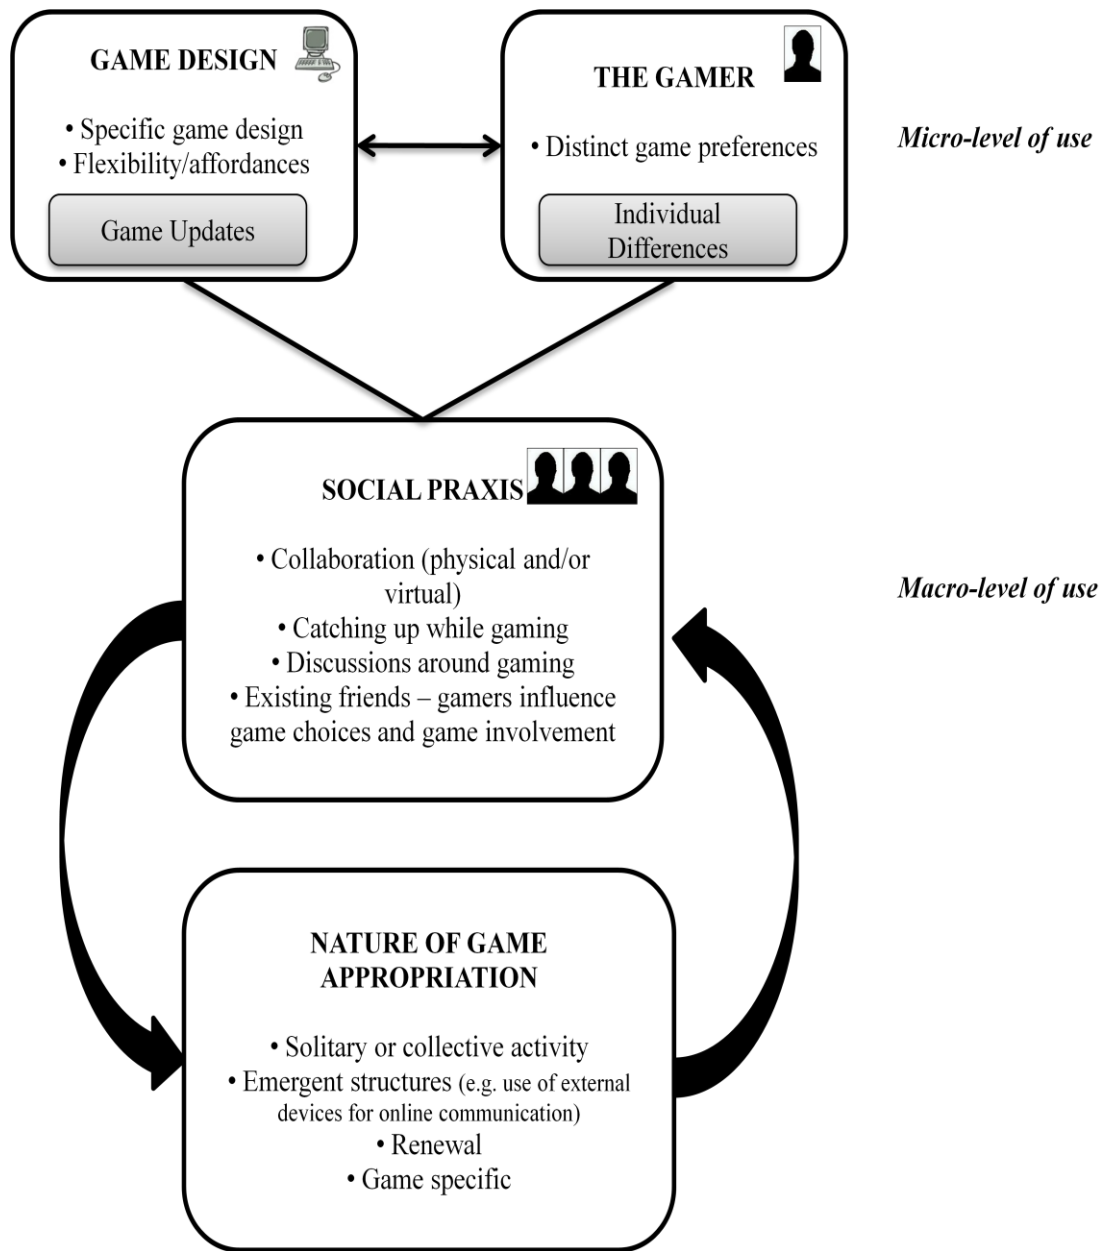 GAME DESIGN
• Specific game design
• Flexibility/affordances
Game Updates
THE GAMER
• Distinct game preferences
Individual
Differences
Micro-level of use
SOCIAL PRAXIS
• Collaboration (physical and/or
virtual)
• Catching up while gaming
• Discussions around gaming
• Existing friends – gamers influence
game choices and game involvement
Macro-level of use
NATURE OF GAME
APPROPRIATION
• Solitary or collective activity
• Emergent structures (e.g. use of external
devices for online communication)
• Renewal
• Game specific